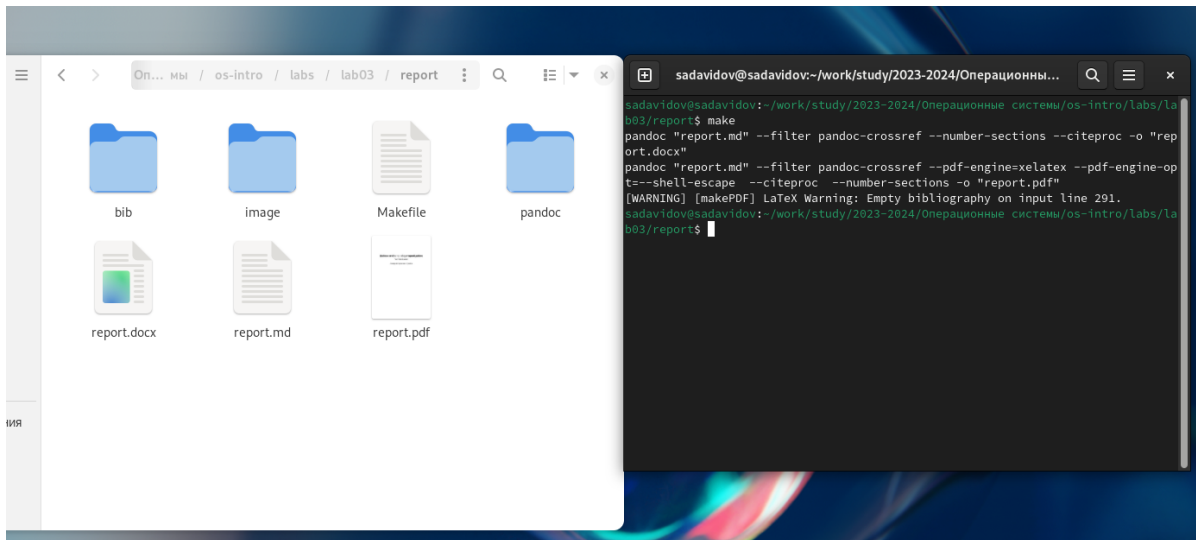 Оп... мы / os-intro / labs / lab03 / report
bib
image
Makefile
pandoc
report.docx
report.md
report.pdf
sadavidov@sadavidov:~/work/study/2023-2024/Операционны...
sadavidov@sadavidov:~/work/study/2023-2024/Операционные системы/os-intro/labs/la
b03/report$ make
pandoc "report.md" --filter pandoc-crossref --number-sections --citeproc -o "rep
ort.docx"
pandoc "report.md" --filter pandoc-crossref --pdf-engine=xelatex --pdf-engine-op
t=--shell-escape  --citeproc  --number-sections -o "report.pdf"
[WARNING] [makePDF] LaTeX Warning: Empty bibliography on input line 291.
sadavidov@sadavidov:~/work/study/2023-2024/Операционные системы/os-intro/labs/la
b03/report$